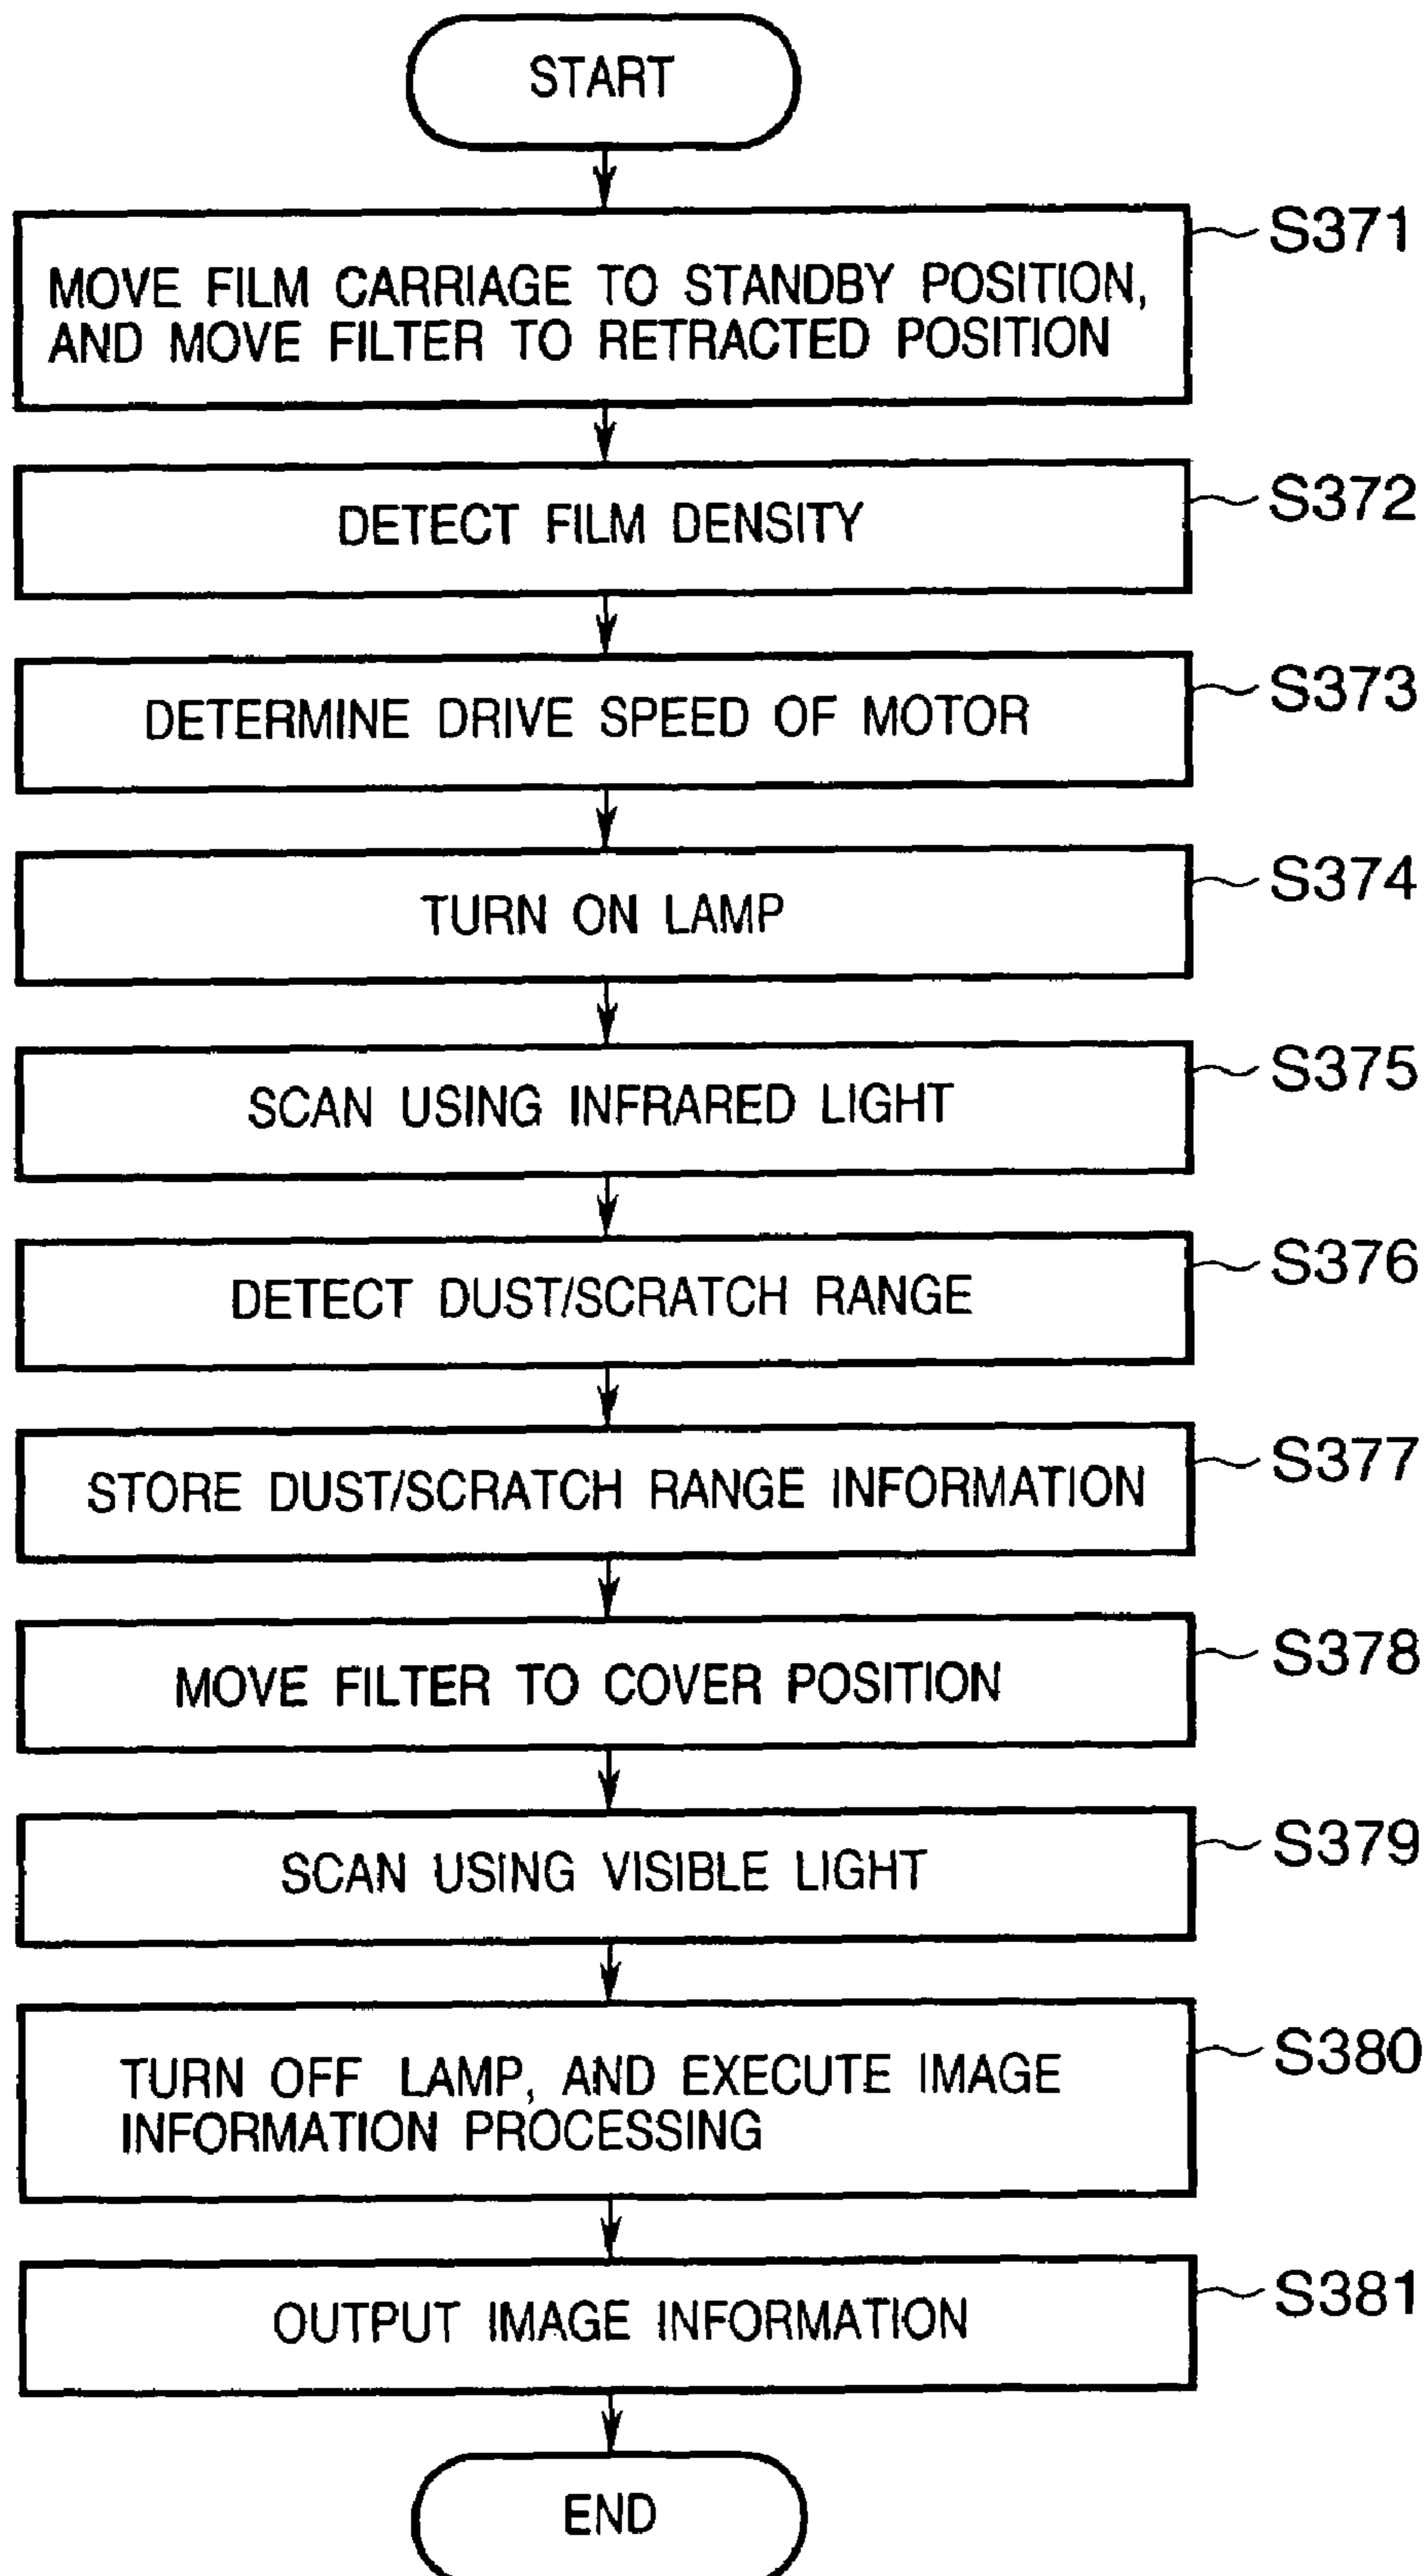 START
S371
MOVE FILM CARRIAGE TO STANDBY POSITION,
AND MOVE FILTER TO RETRACTED POSITION
S372
DETECT FILM DENSITY
S373
DETERMINE DRIVE SPEED OF MOTOR
S374
TURN ON LAMP
S375
SCAN USING INFRARED LIGHT
S376
DETECT DUST/SCRATCH RANGE
S377
STORE DUST/SCRATCH RANGE INFORMATION
S378
MOVE FILTER TO COVER POSITION
S379
SCAN USING VISIBLE LIGHT
S380
TURN OFF LAMP, AND EXECUTE IMAGE
INFORMATION PROCESSING
S381
OUTPUT IMAGE INFORMATION
END